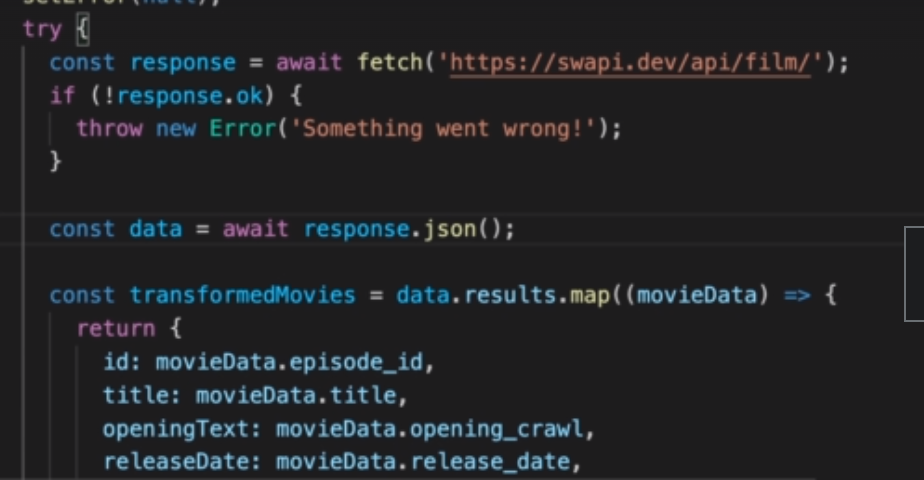 setError(null);
try {
const response = await fetch('https://swapi.dev/api/film/');
if (!response.ok) {
throw new Error('Something went wrong!');
}
const data = await response.json();
const transformedMovies = data.results.map((movieData) => {
return {
id: movieData.episode_id,
title: movieData.title,
openingText: movieData.opening_crawl,
releaseDate: movieData.release_date,